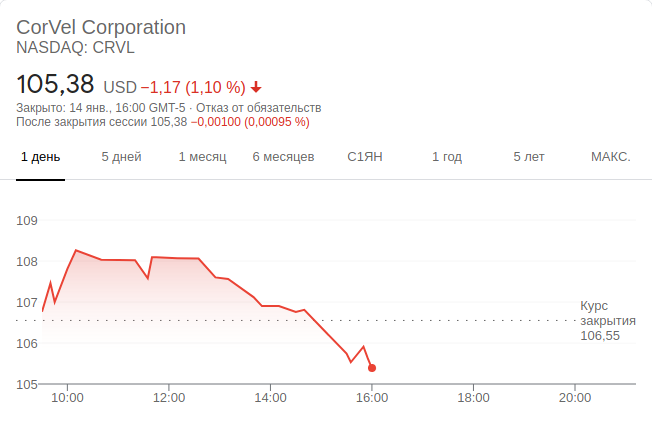 CorVel Corporation
NASDAQ: CRVL
105,38 USD −1,17 (1,10 %)
Закрыто: 14 янв., 16:00 GMT-5 · Отказ от обязательств
После закрытия сессии 105,38 −0,00100 (0,00095 %)
1 день 5 дней 1 месяц 6 месяцев С1ЯН 1 год 5 лет МАКС.
109
108
107
106
105
Курс
закрытия
106,55
10:00 12:00 14:00 16:00 18:00 20:00